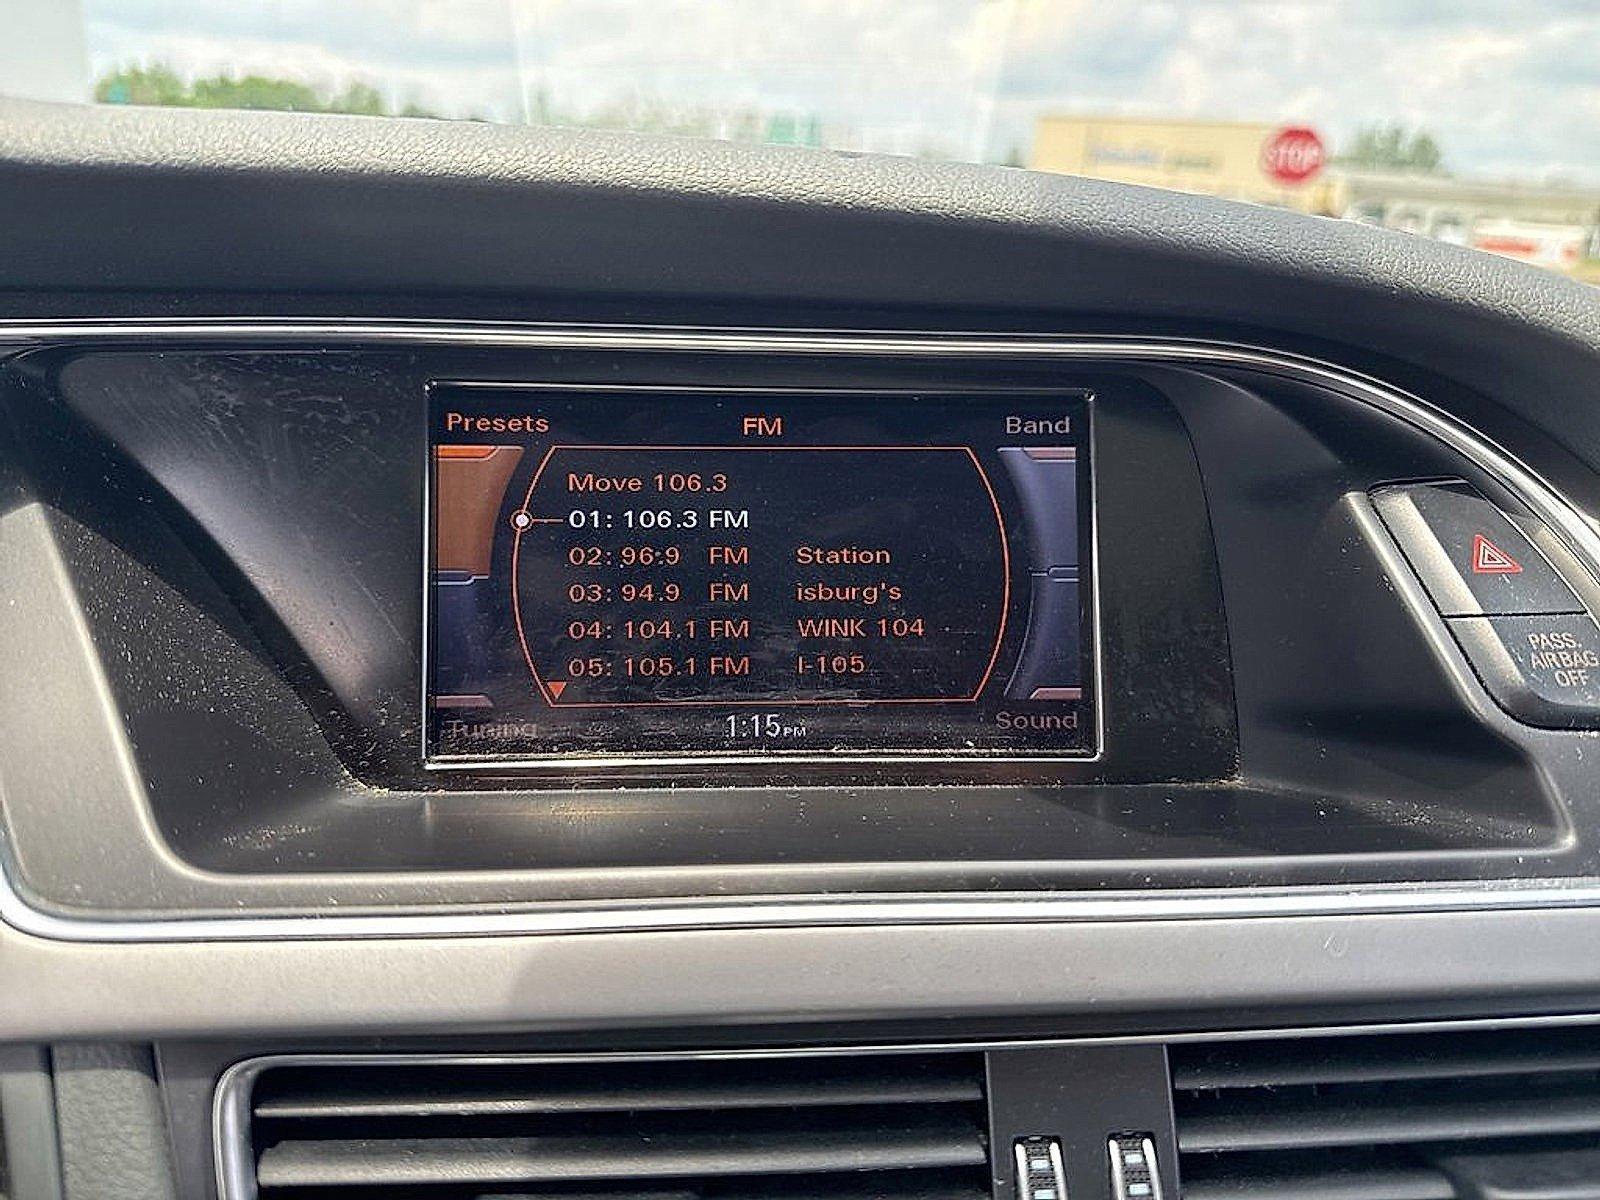 STOP
Presets FM Band
Move 106.3
01: 106.3 FM
02: 96.9 FM Station
03: 94.9 FM isburg's
04: 104.1 FM WINK 104
05: 105.1 FM I-105
Tuning 1:15 PM Sound
PASS.
AIRBAG
OFF